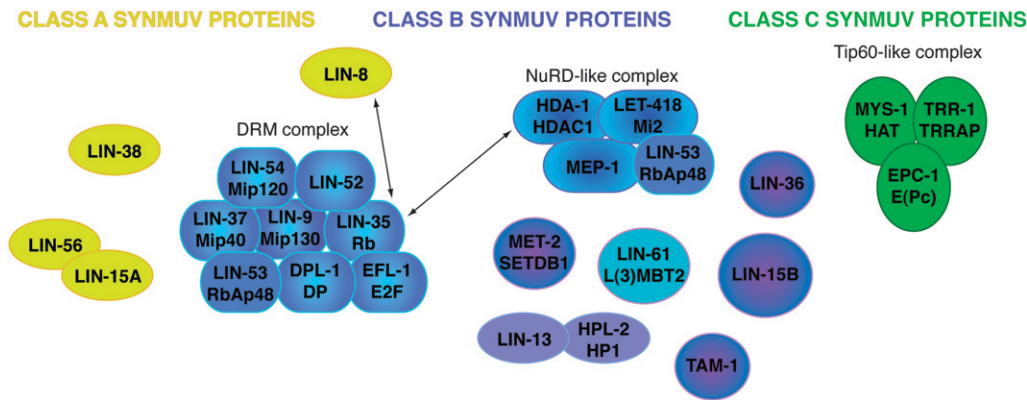 CLASS A SYNMUV PROTEINS
CLASS B SYNMUV PROTEINS
CLASS C SYNMUV PROTEINS
LIN-8
LIN-38
LIN-56
LIN-15A
DRM complex
LIN-54
Mip120
LIN-52
LIN-37
Mip40
LIN-9
Mip130
LIN-35
Rb
LIN-53
RbAp48
DPL-1
DP
EFL-1
E2F
NuRD-like complex
HDA-1
HDAC1
LET-418
Mi2
MEP-1
LIN-53
RbAp48
MET-2
SETDB1
LIN-61
L(3)MBT2
LIN-13
HPL-2
HP1
LIN-36
LIN-15B
TAM-1
Tip60-like complex
MYS-1
HAT
TRR-1
TRRAP
EPC-1
E(Pc)